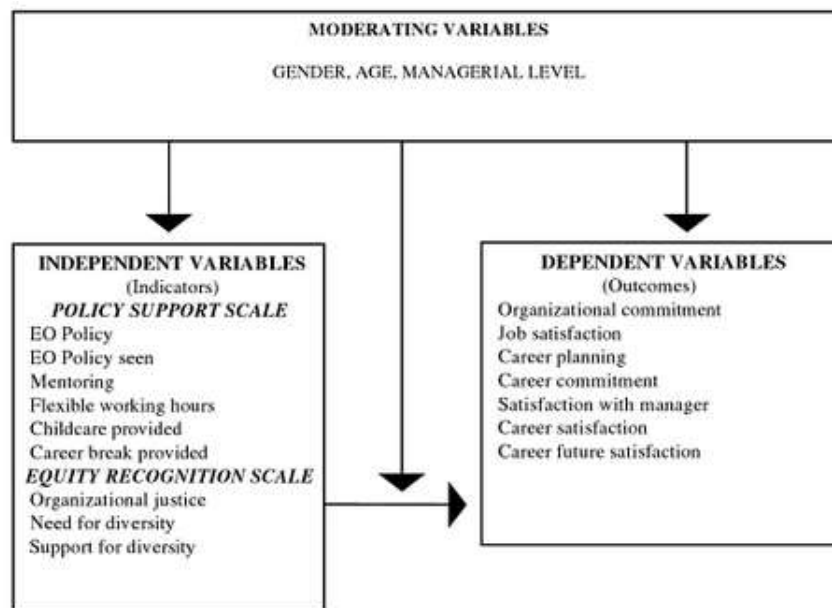 MODERATING VARIABLES
GENDER, AGE, MANAGERIAL LEVEL
INDEPENDENT VARIABLES
(Indicators)
POLICY SUPPORT SCALE
EO Policy
EO Policy seen
Mentoring
Flexible working hours
Childcare provided
Career break provided
EQUITY RECOGNITION SCALE
Organizational justice
Need for diversity
Support for diversity
DEPENDENT VARIABLES
(Outcomes)
Organizational commitment
Job satisfaction
Career planning
Career commitment
Satisfaction with manager
Career satisfaction
Career future satisfaction